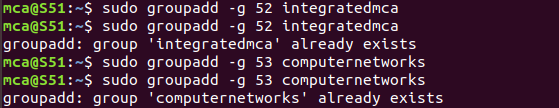 mca@S51:~$ sudo groupadd -g 52 integratedmca
mca@S51:~$ sudo groupadd -g 52 integratedmca
groupadd: group 'integratedmca' already exists
mca@S51:~$ sudo groupadd -g 53 computernetworks
mca@S51:~$ sudo groupadd -g 53 computernetworks
groupadd: group 'computernetworks' already exists